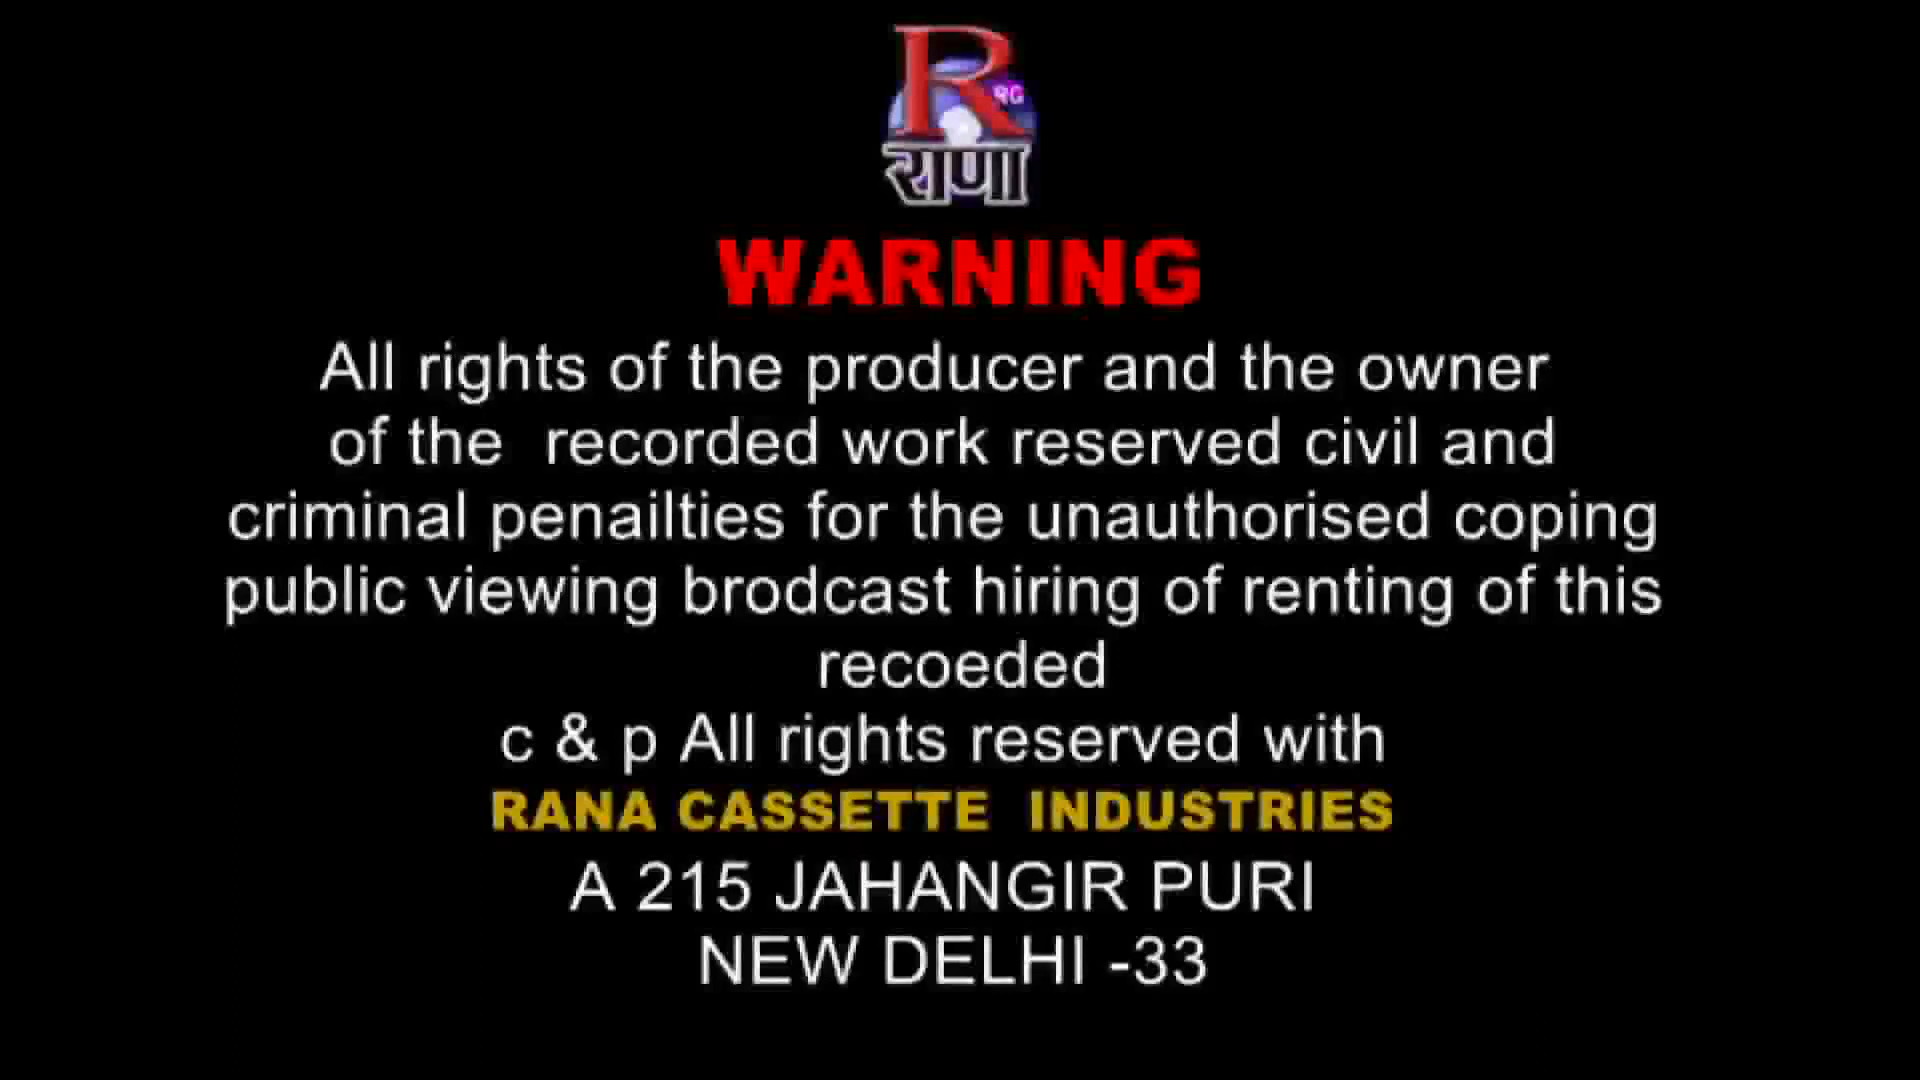 R
RG
राणा
WARNING
All rights of the producer and the owner
of the recorded work reserved civil and
criminal penailties for the unauthorised coping
public viewing brodcast hiring of renting of this
recoeded
c & p All rights reserved with
RANA CASSETTE INDUSTRIES
A 215 JAHANGIR PURI
NEW DELHI -33